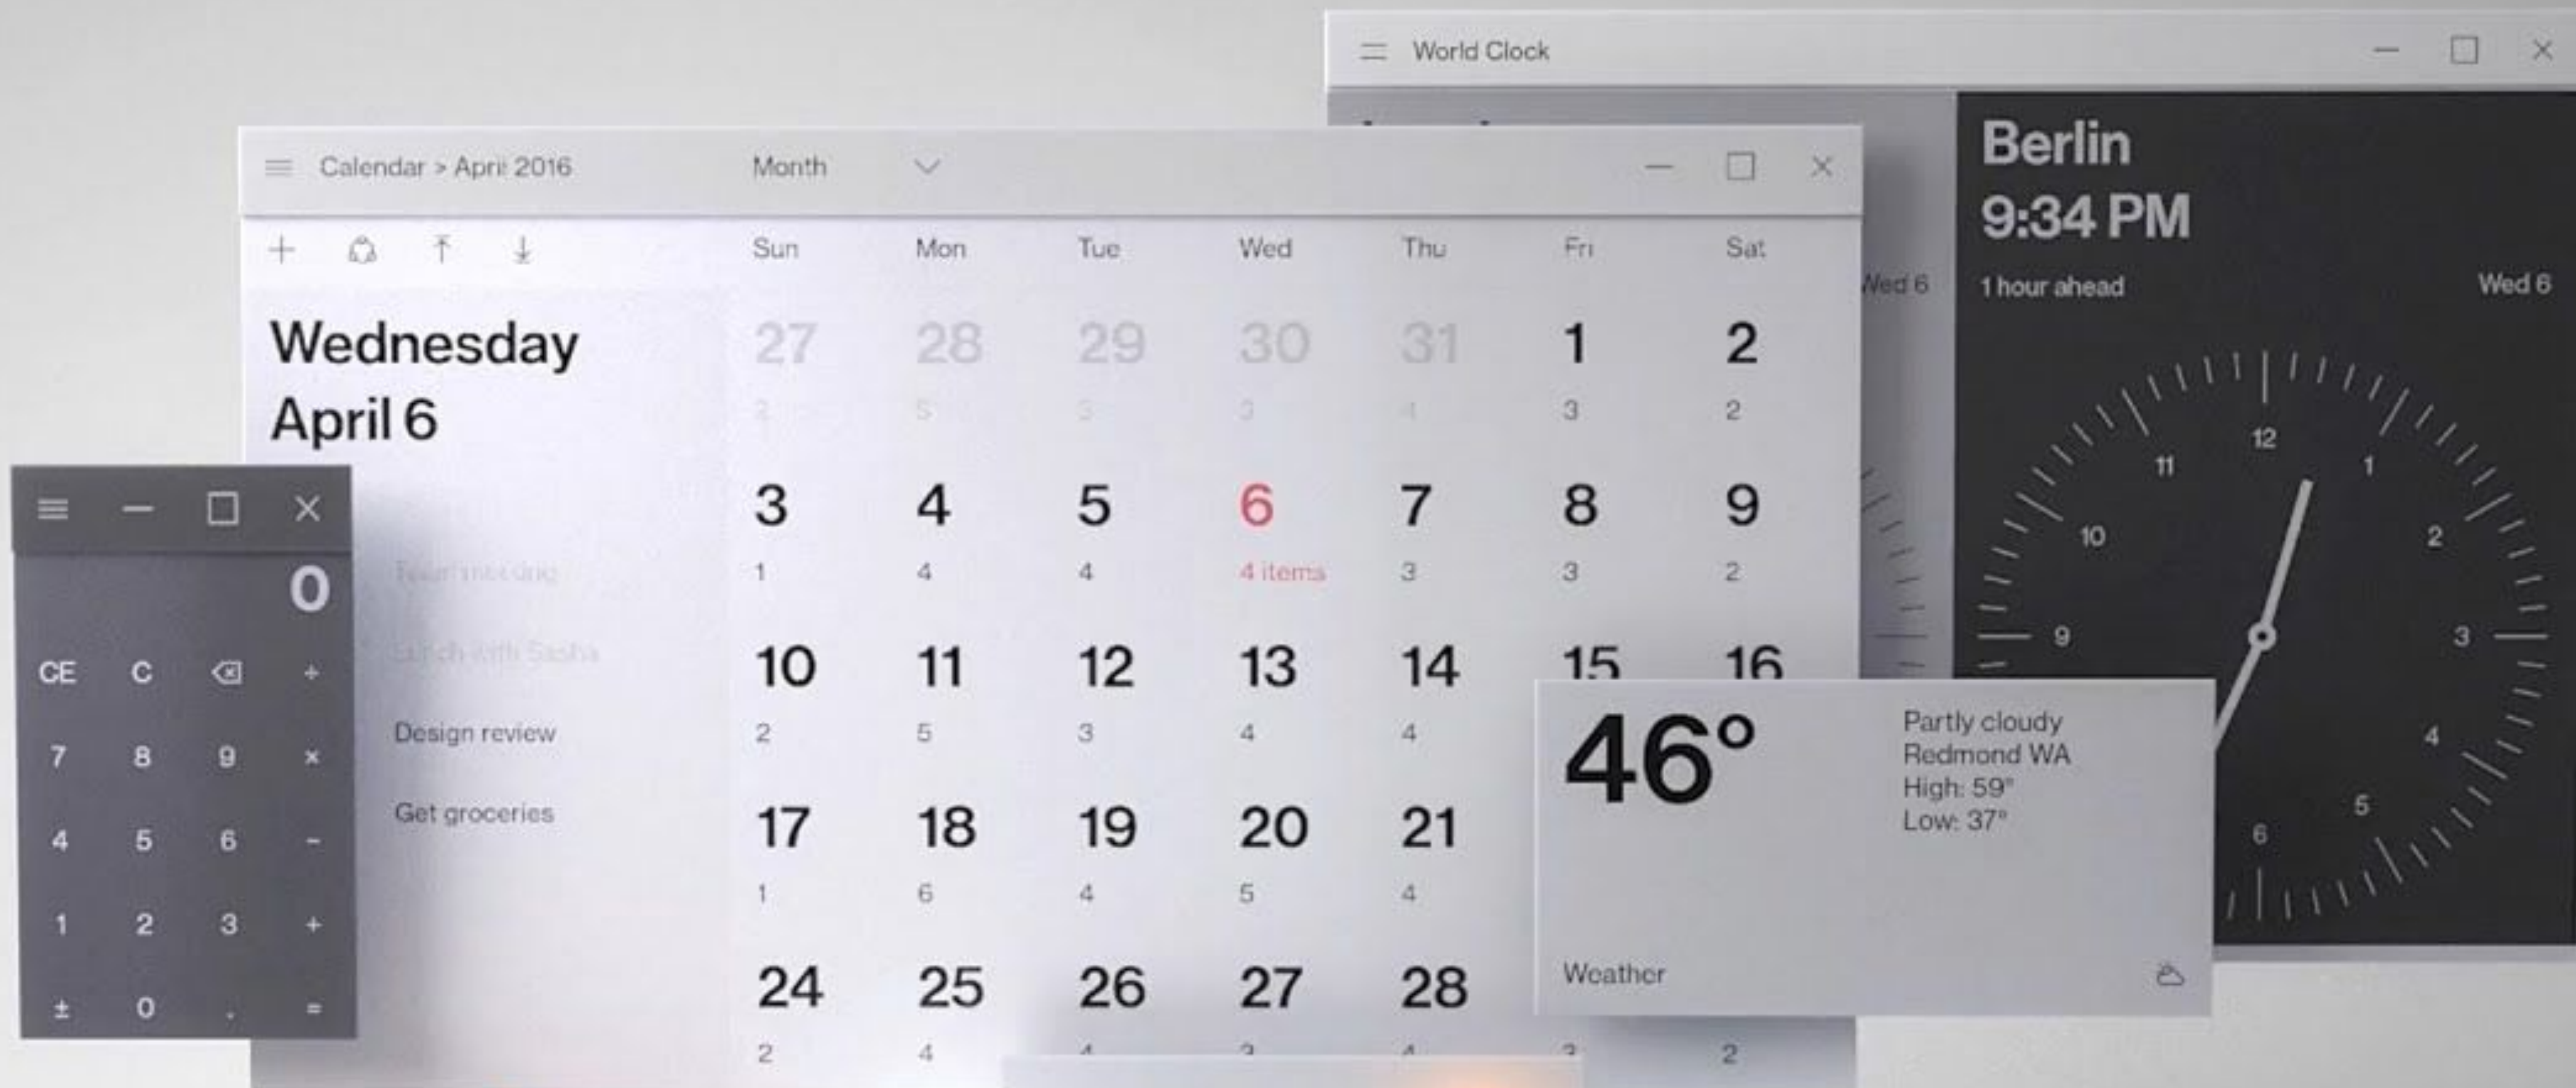 World Clock
Berlin
9:34 PM
1 hour ahead
Wed 6
Wed 6
12
11
1
10
2
9
3
4
5
6
Calendar > April 2016
Month
Sun Mon Tue Wed Thu Fri Sat
Wednesday
April 6
27 28 29 30 31 1 2
3 2
3 4 5 6 7 8 9
1 4 4 4 items 3 3 2
Lunch with Sasha
Design review
Get groceries
10 11 12 13 14 15 16
2 5 3 4 4
17 18 19 20 21
1 6 4 5 4
24 25 26 27 28
2 4 2
0
CE C ÷
7 8 9 ×
4 5 6 −
1 2 3 +
± 0 . =
46°
Partly cloudy
Redmond WA
High: 59°
Low: 37°
Weather